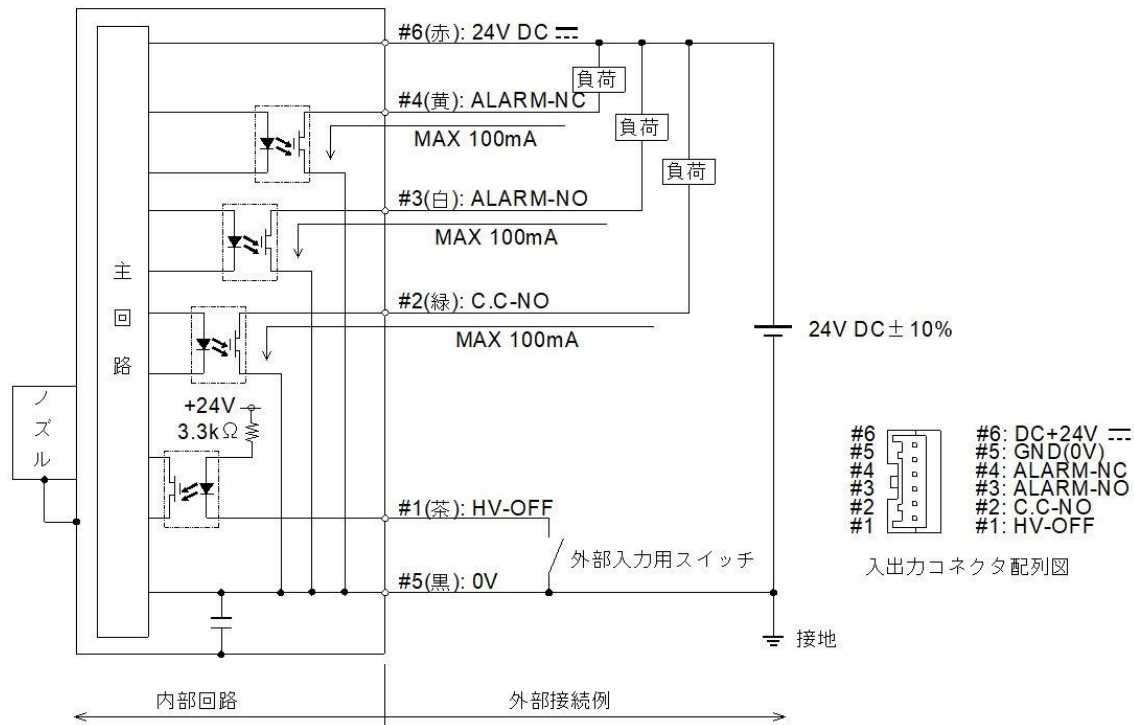 #6(赤): 24V DC
負荷
#4(黄): ALARM-NC
負荷
MAX 100mA
負荷
#3(白): ALARM-NO
MAX 100mA
主回路
#2(緑): C.C-NO
MAX 100mA
24V DC±10%
ノズル
+24V
3.3kΩ
#1(茶): HV-OFF
外部入力用スイッチ
#5(黒): 0V
接地
内部回路
外部接続例
#6 #6: DC+24V
#5 #5: GND(0V)
#4 #4: ALARM-NC
#3 #3: ALARM-NO
#2 #2: C.C-NO
#1 #1: HV-OFF
入出力コネクタ配列図